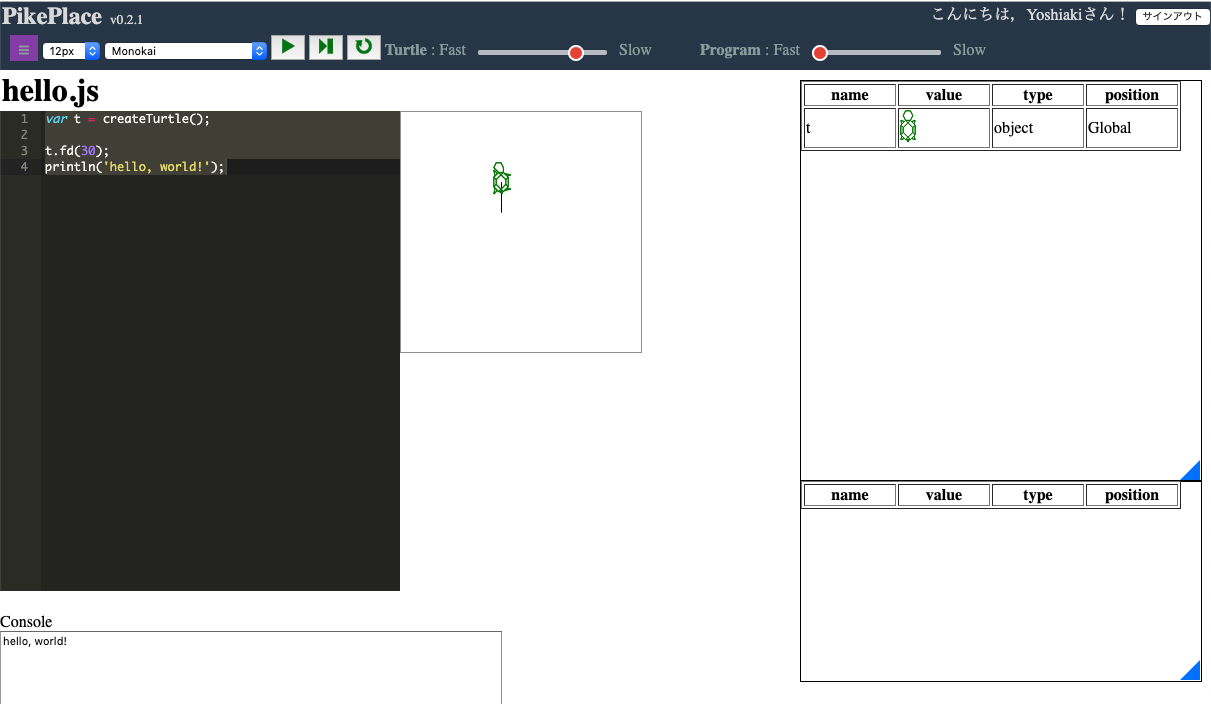 PikePlace v0.2.1
こんにちは，Yoshiakiさん！ サインアウト
≡ 12px Monokai Turtle : Fast Slow Program : Fast Slow
hello.js
1 var t = createTurtle();
2
3 t.fd(30);
4 println('hello, world!');
name value type position
t object Global
name value type position
Console
hello, world!